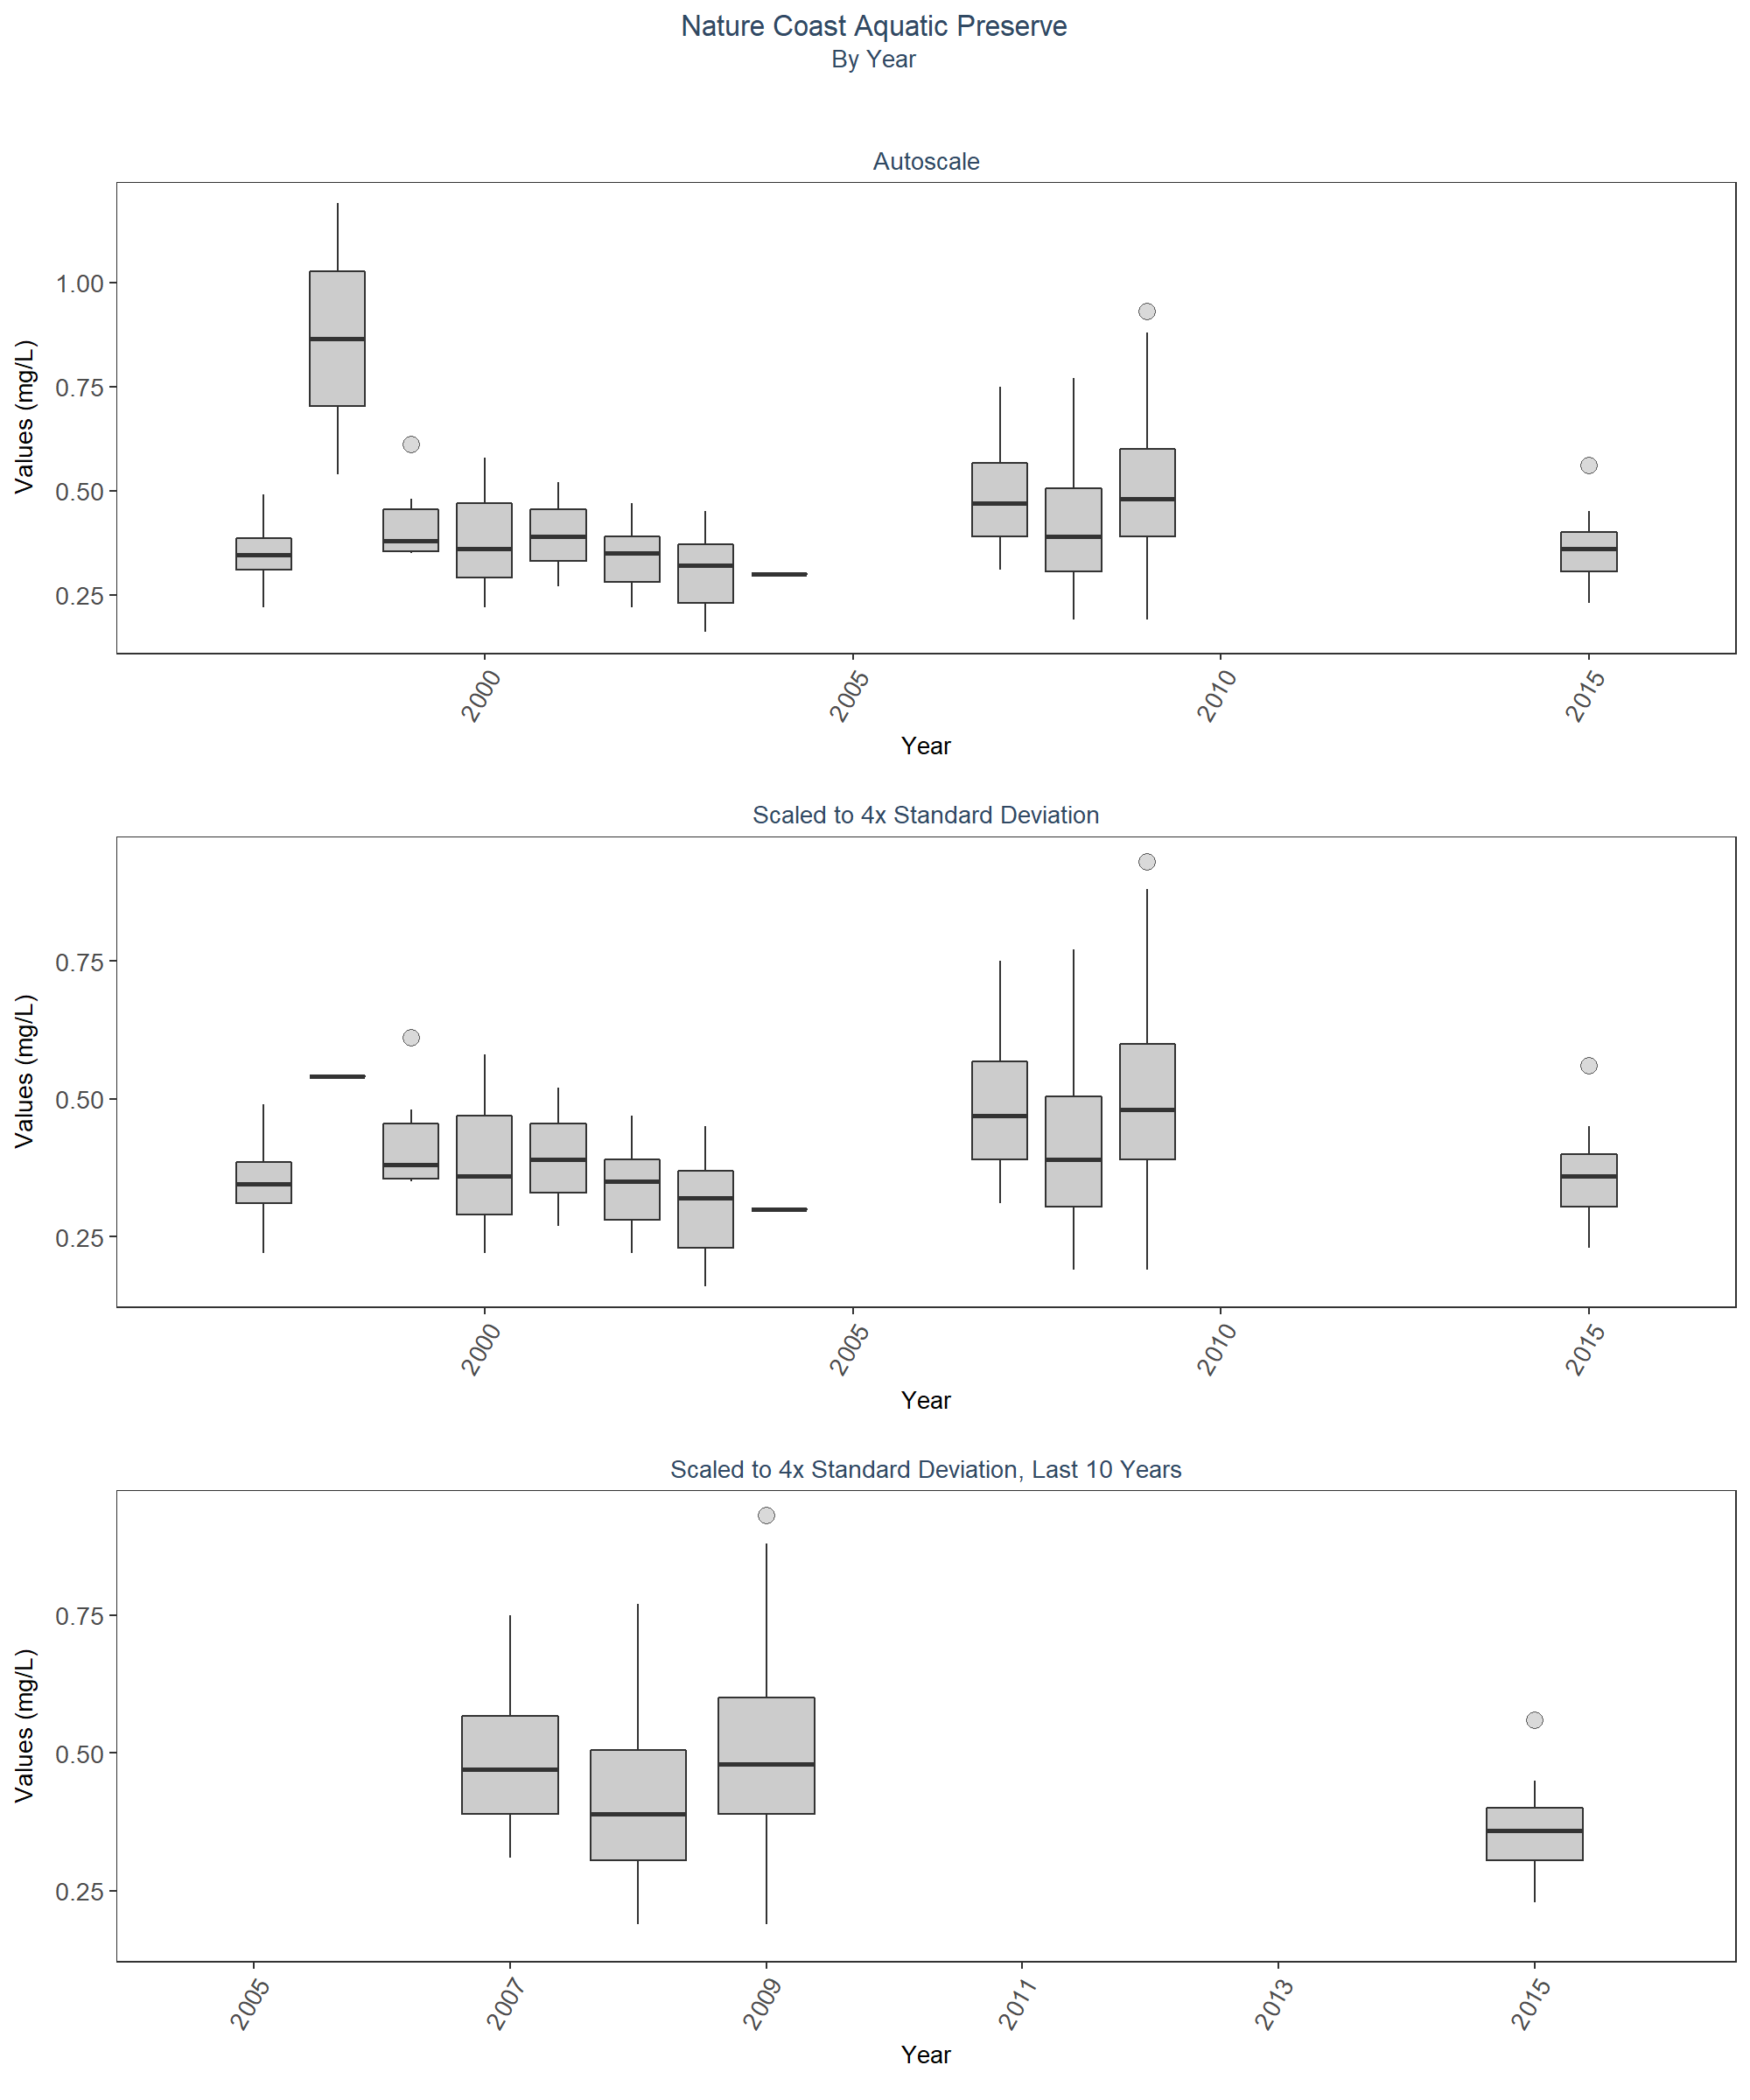 Nature Coast Aquatic Preserve
By Year
Autoscale
Values (mg/L)
1.00
0.75
0.50
0.25
2000
2005
2010
2015
Year
Scaled to 4x Standard Deviation
Values (mg/L)
0.75
0.50
0.25
2000
2005
2010
2015
Year
Scaled to 4x Standard Deviation, Last 10 Years
Values (mg/L)
0.75
0.50
0.25
2005
2007
2009
2011
2013
2015
Year